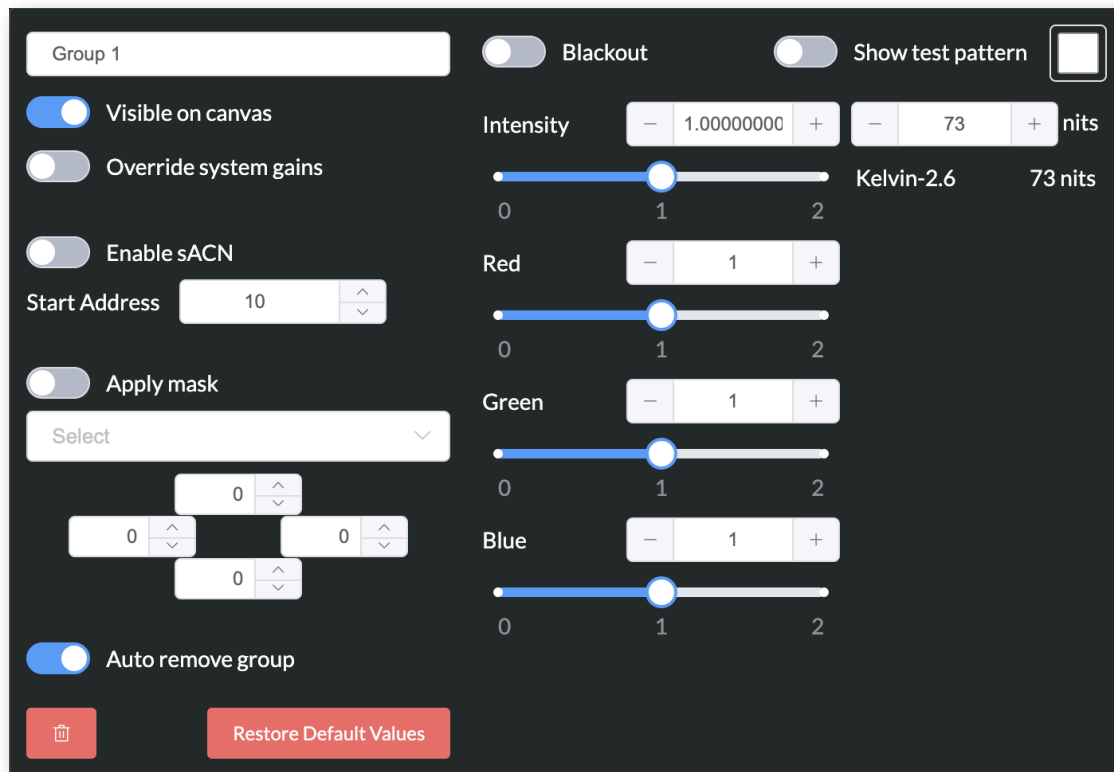 Group 1
Visible on canvas
Override system gains
Enable sACN
Start Address 10
Apply mask
Select
0
0 0
0
Auto remove group
Restore Default Values
Blackout Show test pattern
Intensity − 1.00000000 + − 73 + nits
Kelvin-2.6 73 nits
0 1 2
Red − 1 +
0 1 2
Green − 1 +
0 1 2
Blue − 1 +
0 1 2